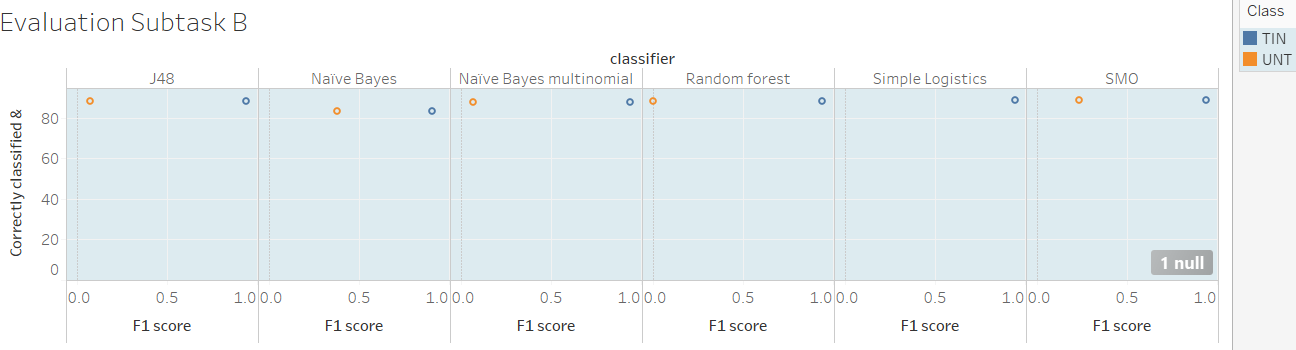 Evaluation Subtask B
Class
TIN
UNT
classifier
J48 Naïve Bayes Naïve Bayes multinomial Random forest Simple Logistics SMO
Correctly classified &
80
60
40
20
0
1 null
0.0 0.5 1.0 0.0 0.5 1.0 0.0 0.5 1.0 0.0 0.5 1.0 0.0 0.5 1.0 0.0 0.5 1.0
F1 score F1 score F1 score F1 score F1 score F1 score